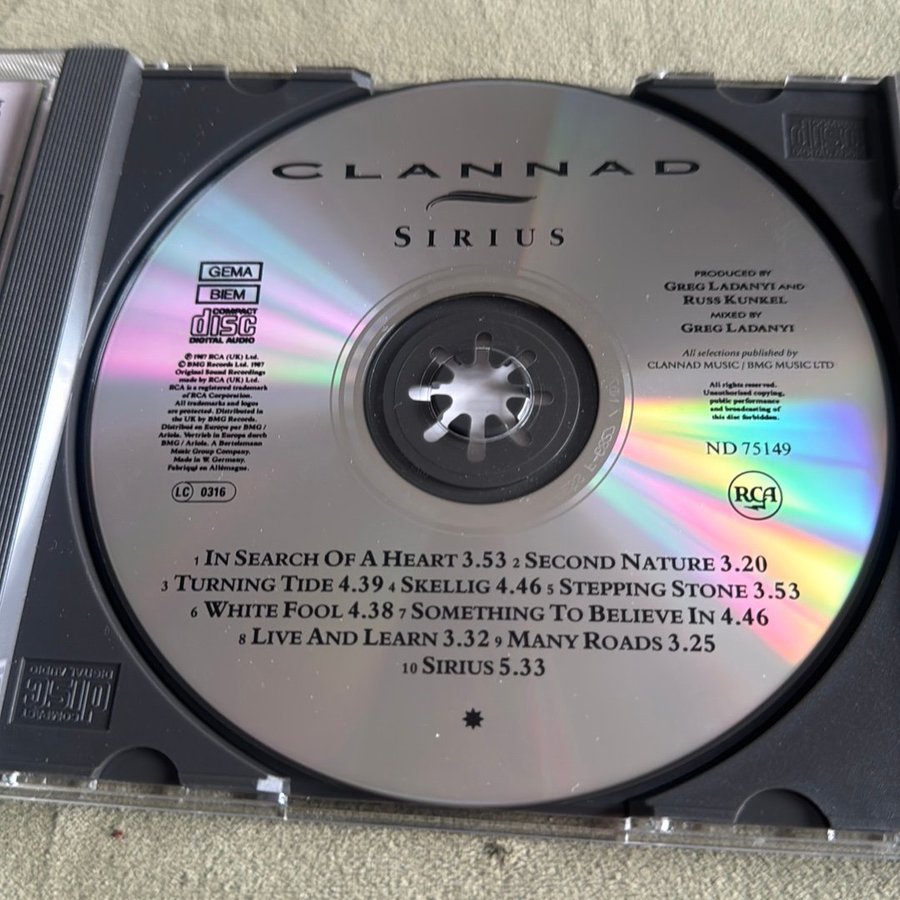 CLANNAD
SIRIUS
GEMA
BIEM
COMPACT
disc
DIGITAL AUDIO
℗ 1987 RCA (UK) Ltd.
© BMG Records Ltd. 1987
Original Sound Recordings
made by RCA (UK) Ltd.
RCA is a registered trademark
of RCA Corporation.
All trademarks and logos
are protected. Distributed in
the UK by BMG Records /
Distribué en Europe par BMG /
Ariola. Vertrieb in Europa durch
BMG / Ariola. A Bertelsmann
Music Group Company.
Made in W. Germany.
Fabriqué en Allemagne.
LC 0316
PRODUCED BY
GREG LADANYI AND
RUSS KUNKEL
MIXED BY
GREG LADANYI
All selections published by
CLANNAD MUSIC / BMG MUSIC LTD
All rights reserved.
Unauthorised copying,
public performance
and broadcasting of
this disc forbidden.
ND 75149
RCA
1 IN SEARCH OF A HEART 3.53 2 SECOND NATURE 3.20
3 TURNING TIDE 4.39 4 SKELLIG 4.46 5 STEPPING STONE 3.53
6 WHITE FOOL 4.38 7 SOMETHING TO BELIEVE IN 4.46
8 LIVE AND LEARN 3.32 9 MANY ROADS 3.25
10 SIRIUS 5.33
COMPACT
disc
DIGITAL AUDIO
disc
DIGITAL AUDIO